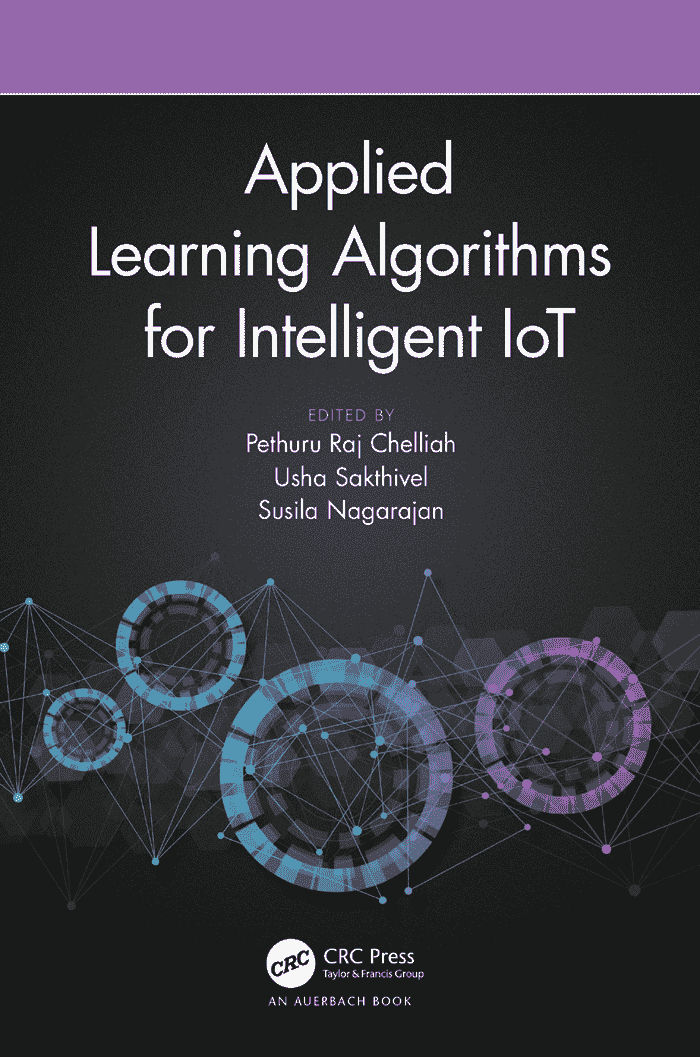 Applied
Learning Algorithms
for Intelligent IoT
EDITED BY
Pethuru Raj Chelliah
Usha Sakthivel
Susila Nagarajan
CRC
CRC Press
Taylor & Francis Group
AN AUERBACH BOOK